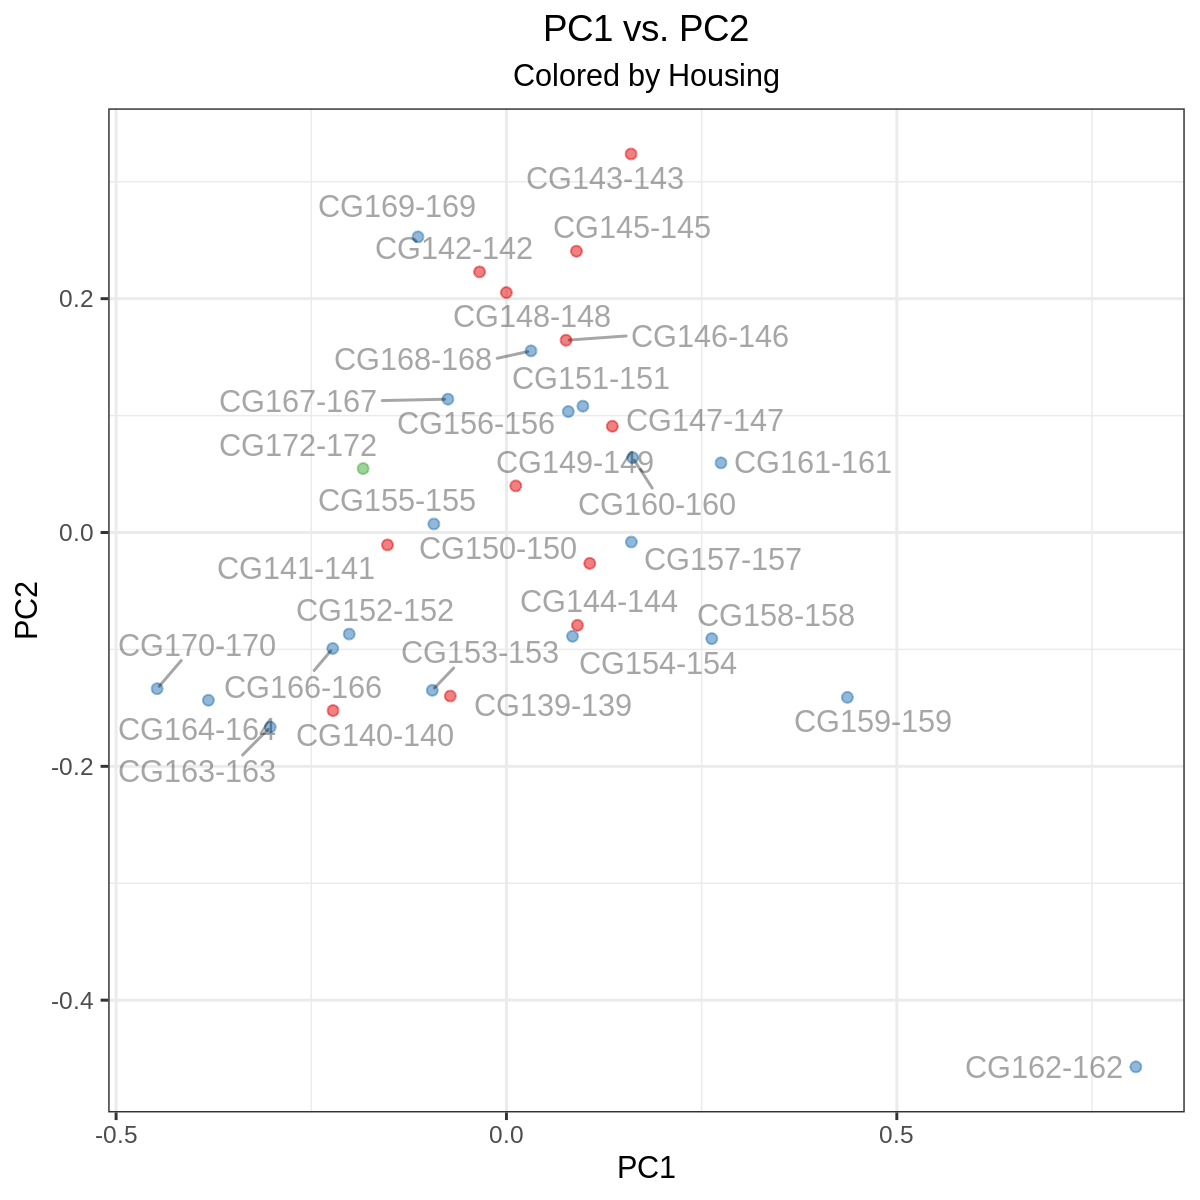 PC1 vs. PC2
Colored by Housing
CG143-143
CG169-169
CG145-145
CG142-142
0.2
CG148-148
CG146-146
CG168-168
CG151-151
CG167-167
CG156-156
CG147-147
CG172-172
CG149-149
CG161-161
CG155-155
CG160-160
0.0
CG150-150
CG157-157
CG141-141
CG144-144
CG152-152
CG158-158
PC2
CG170-170
CG153-153
CG154-154
CG166-166
CG139-139
CG159-159
CG164-164
CG140-140
CG163-163
-0.2
-0.4
CG162-162
-0.5
0.0
0.5
PC1